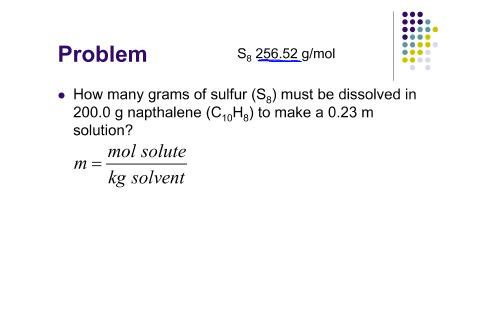 Problem
S₈ 256.52 g/mol
• How many grams of sulfur (S₈) must be dissolved in
200.0 g napthalene (C₁₀H₈) to make a 0.23 m
solution?
m = mol solute / kg solvent